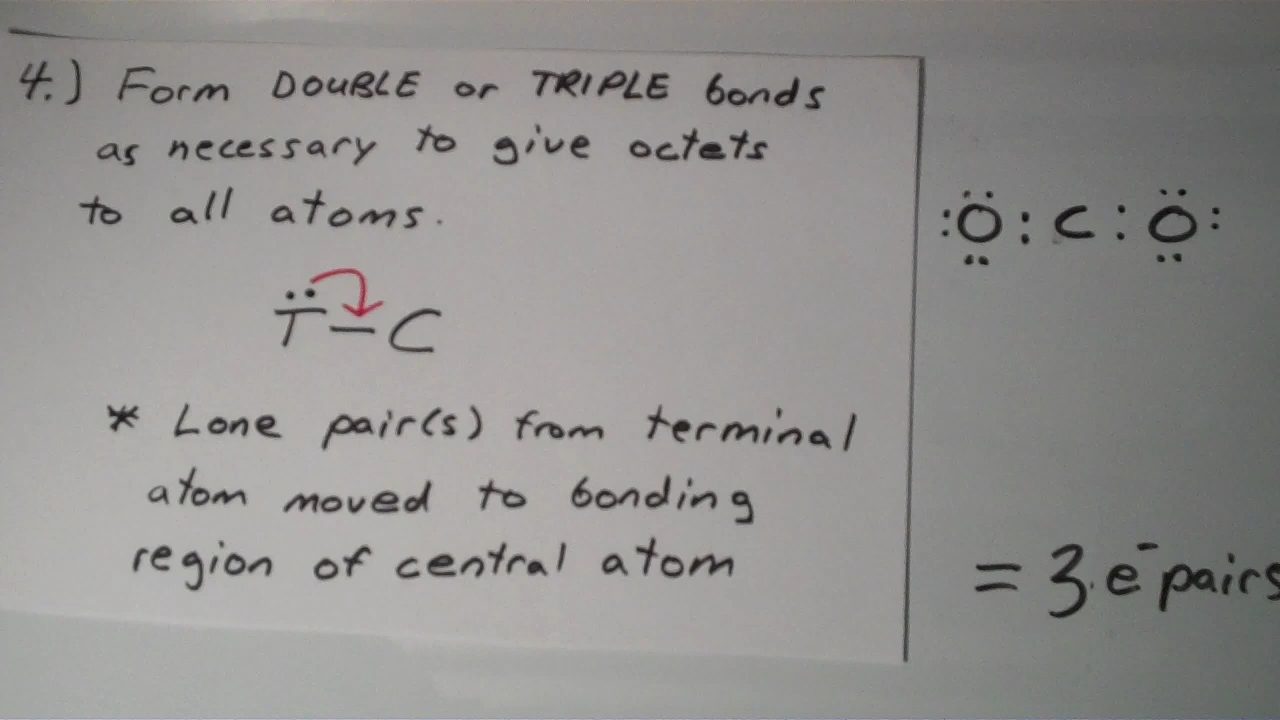 4.) Form DOUBLE or TRIPLE bonds
as necessary to give octets
to all atoms.
T̈ — C
* Lone pair(s) from terminal
atom moved to bonding
region of central atom
:Ö̤ : C : Ö̤:
= 3 e⁻ pairs